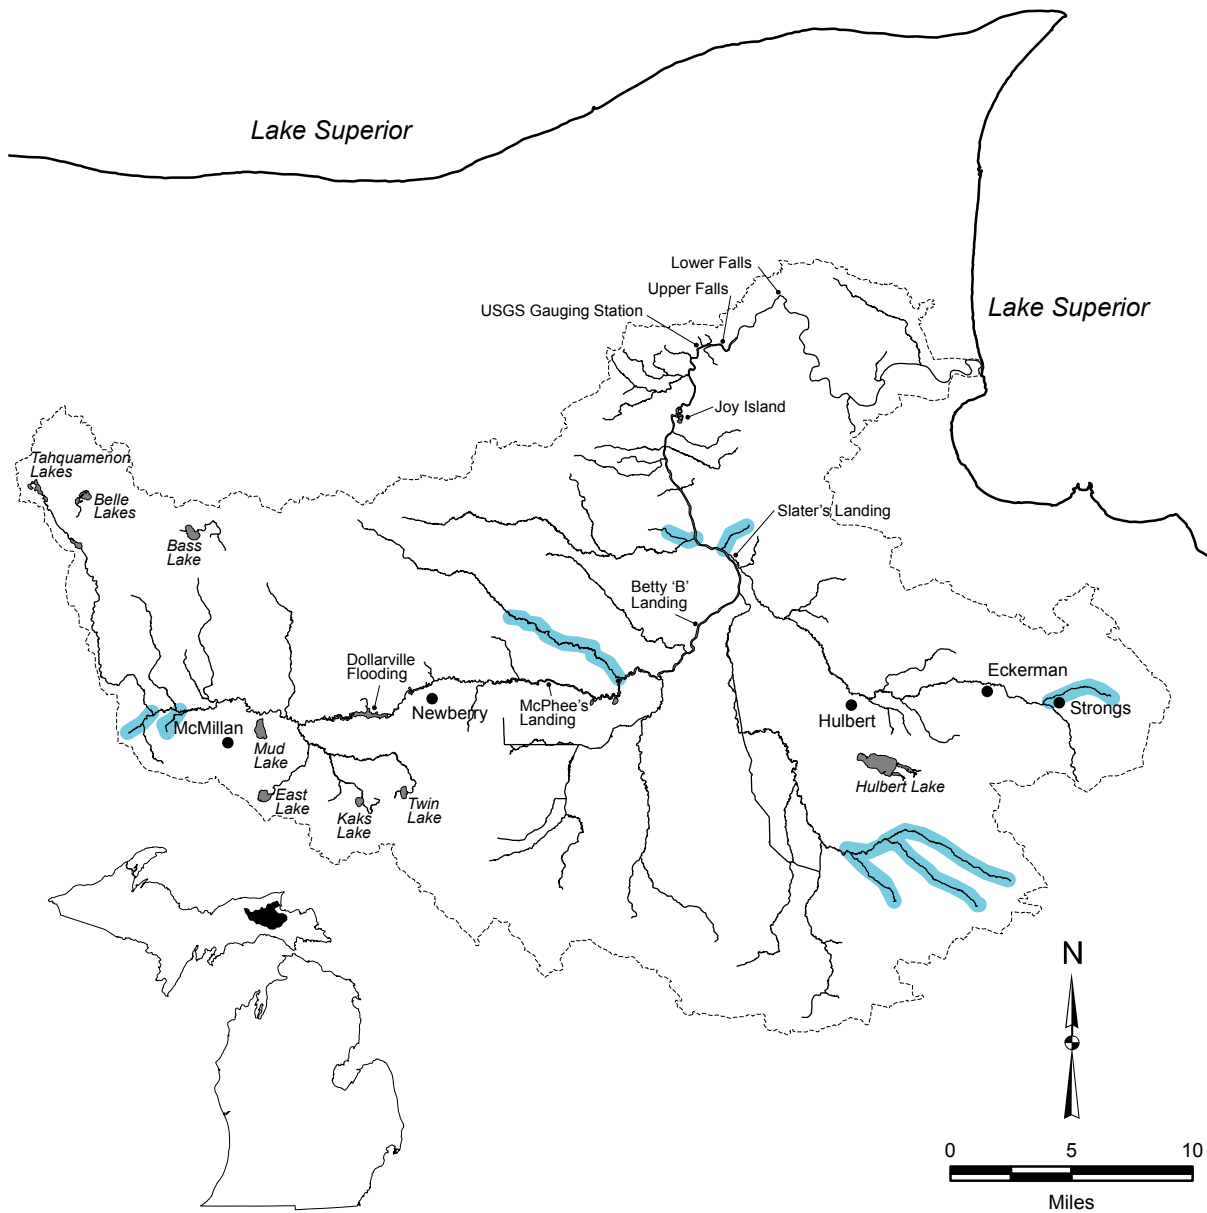 Lake Superior
Lower Falls
Upper Falls
USGS Gauging Station
Lake Superior
Joy Island
Tahquamenon
Lakes
Belle
Lakes
Bass
Lake
Slater's Landing
Betty 'B'
Landing
Dollarville
Flooding
Eckerman
McPhee's
Landing
Newberry
Hulbert
Strongs
McMillan
Mud
Lake
Hulbert Lake
East
Lake
Kaks
Lake
Twin
Lake
N
0 5 10
Miles